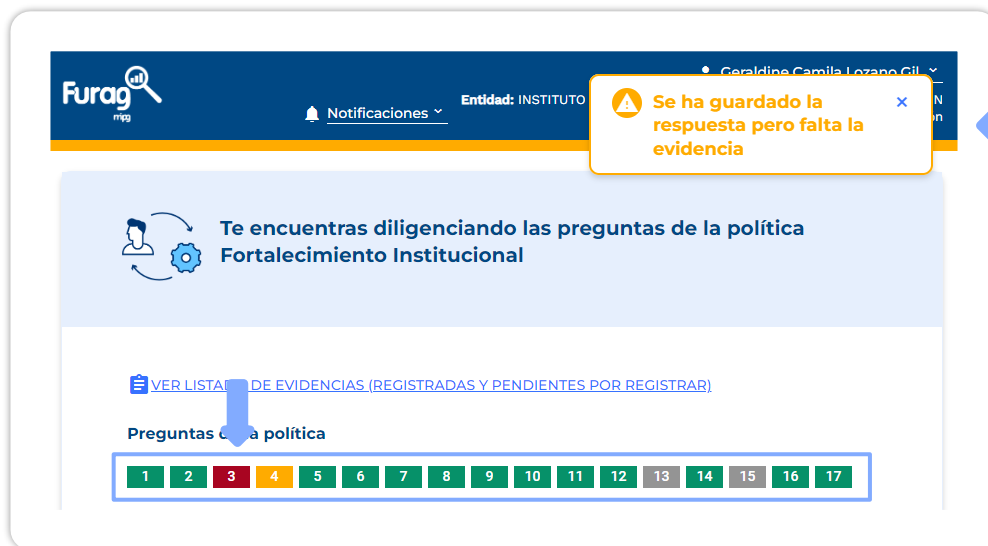 Furag
mipg
Notificaciones
Entidad: INSTITUTO
Geraldine Camila Lozano Gil
N
ón
Se ha guardado la
respuesta pero falta la
evidencia
Te encuentras diligenciando las preguntas de la política
Fortalecimiento Institucional
VER LISTA DE EVIDENCIAS (REGISTRADAS Y PENDIENTES POR REGISTRAR)
Preguntas a política
1 2 3 4 5 6 7 8 9 10 11 12 13 14 15 16 17